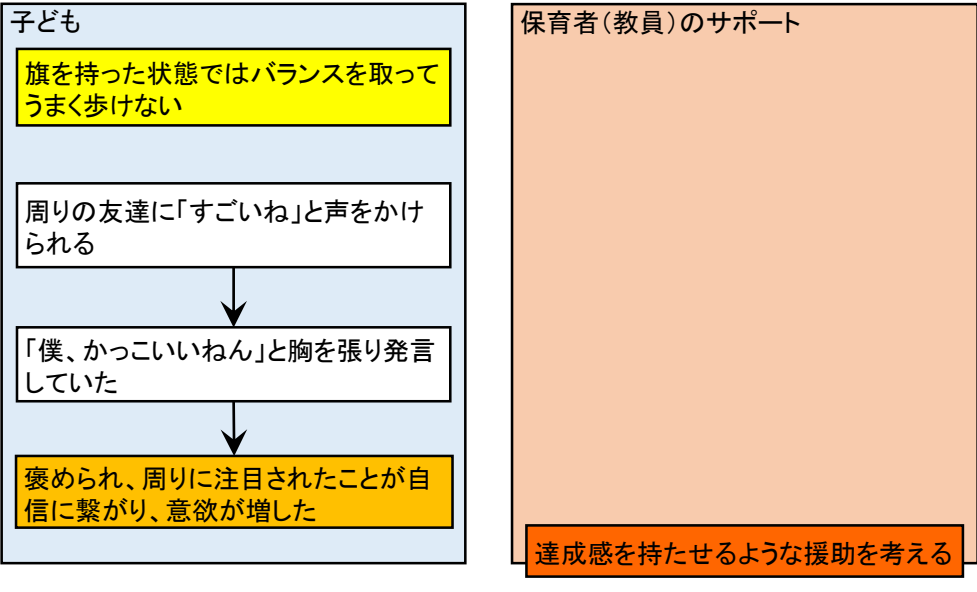 子ども
旗を持った状態ではバランスを取って
うまく歩けない
周りの友達に「すごいね」と声をかけ
られる
「僕、かっこいいねん」と胸を張り発言
していた
褒められ、周りに注目されたことが自
信に繋がり、意欲が増した
保育者（教員）のサポート
達成感を持たせるような援助を考える